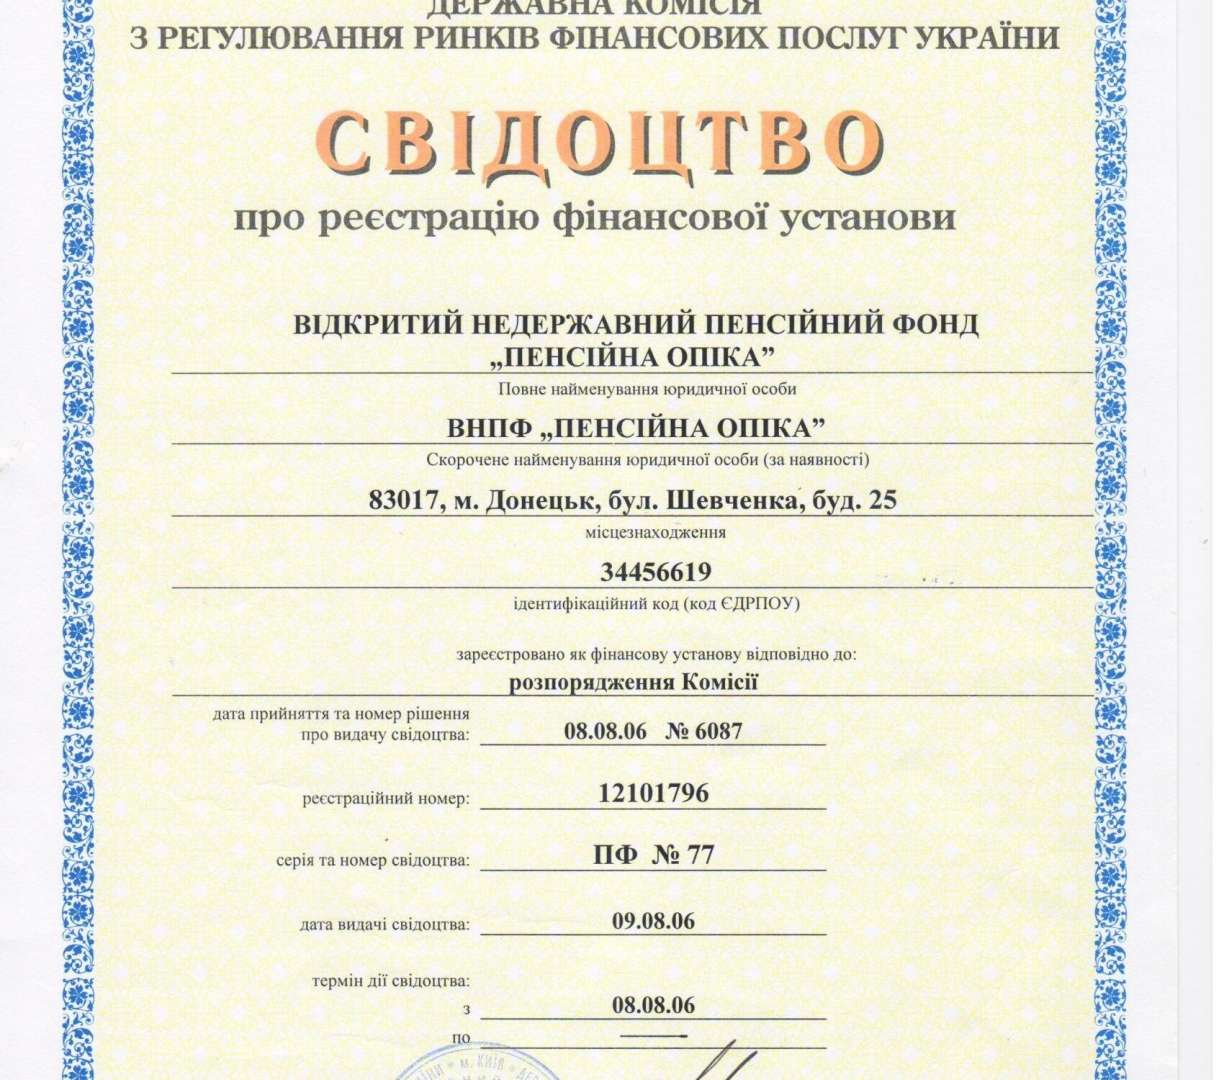 ДЕРЖАВНА КОМІСІЯ
З РЕГУЛЮВАННЯ РИНКІВ ФІНАНСОВИХ ПОСЛУГ УКРАЇНИ
СВІДОЦТВО
про реєстрацію фінансової установи
ВІДКРИТИЙ НЕДЕРЖАВНИЙ ПЕНСІЙНИЙ ФОНД
„ПЕНСІЙНА ОПІКА”
Повне найменування юридичної особи
ВНПФ „ПЕНСІЙНА ОПІКА”
Скорочене найменування юридичної особи (за наявності)
83017, м. Донецьк, бул. Шевченка, буд. 25
місцезнаходження
34456619
ідентифікаційний код (код ЄДРПОУ)
зареєстровано як фінансову установу відповідно до:
розпорядження Комісії
дата прийняття та номер рішення
про видачу свідоцтва: 08.08.06 № 6087
реєстраційний номер: 12101796
серія та номер свідоцтва: ПФ № 77
дата видачі свідоцтва: 09.08.06
термін дії свідоцтва:
з 08.08.06
по —
м. КИЇВ